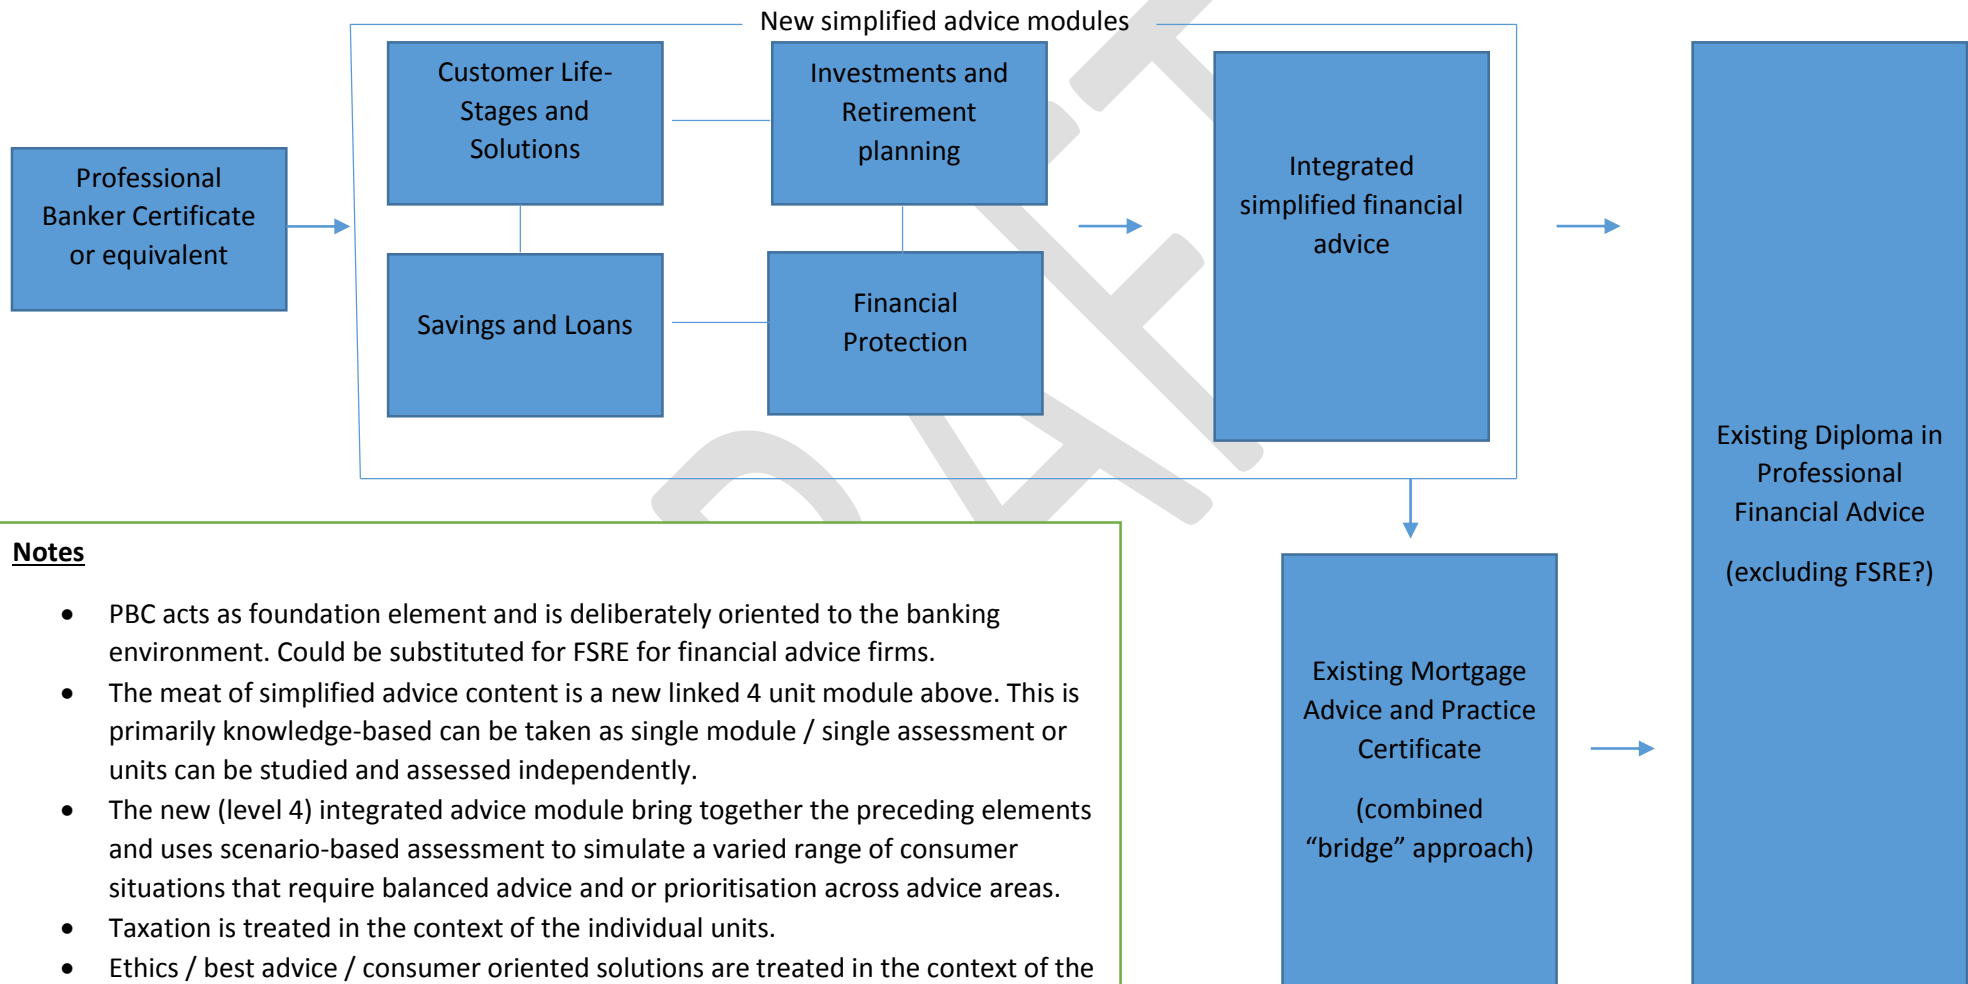 New simplified advice modules
Customer Life-
Stages and
Solutions
Investments and
Retirement
planning
Professional
Banker Certificate
or equivalent
Integrated
simplified financial
advice
Savings and Loans
Financial
Protection
Existing Diploma in
Professional
Financial Advice
(excluding FSRE?)
Existing Mortgage
Advice and Practice
Certificate
(combined
“bridge” approach)
Notes
• PBC acts as foundation element and is deliberately oriented to the banking
environment. Could be substituted for FSRE for financial advice firms.
• The meat of simplified advice content is a new linked 4 unit module above. This is
primarily knowledge-based can be taken as single module / single assessment or
units can be studied and assessed independently.
• The new (level 4) integrated advice module bring together the preceding elements
and uses scenario-based assessment to simulate a varied range of consumer
situations that require balanced advice and or prioritisation across advice areas.
• Taxation is treated in the context of the individual units.
• Ethics / best advice / consumer oriented solutions are treated in the context of the
DRAFT